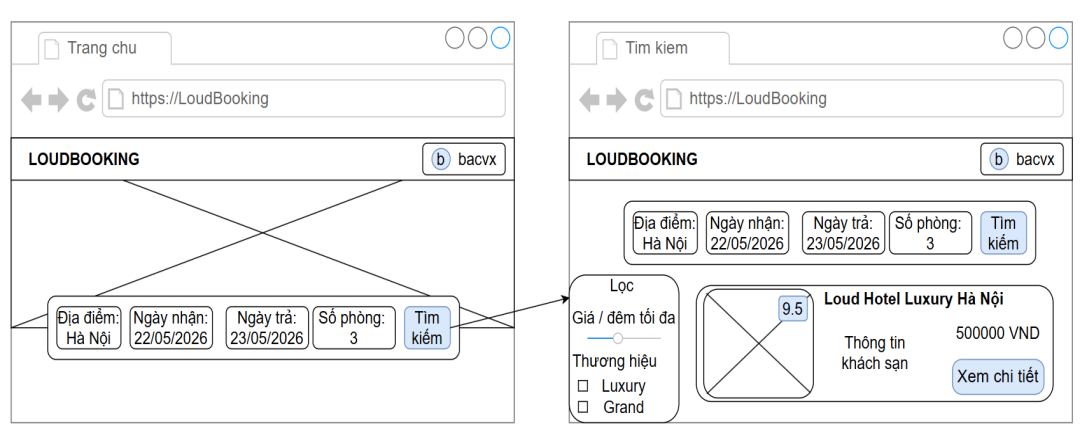 Trang chu
https://LoudBooking
LOUDBOOKING
b bacvx
Địa điểm:
Hà Nội
Ngày nhận:
22/05/2026
Ngày trả:
23/05/2026
Số phòng:
3
Tìm
kiếm
Tim kiem
https://LoudBooking
LOUDBOOKING
b bacvx
Địa điểm:
Hà Nội
Ngày nhận:
22/05/2026
Ngày trả:
23/05/2026
Số phòng:
3
Tìm
kiếm
Lọc
Giá / đêm tối đa
Thương hiệu
Luxury
Grand
9.5
Loud Hotel Luxury Hà Nội
Thông tin
khách sạn
500000 VND
Xem chi tiết